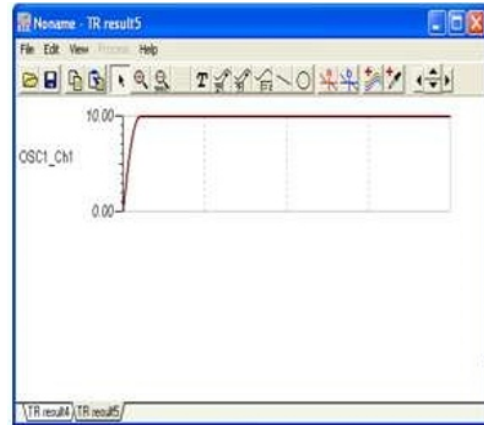 Noname - TR result5
File Edit View Process Help
T
10.00
OSC1_Ch1
0.00
TR result4 TR result5